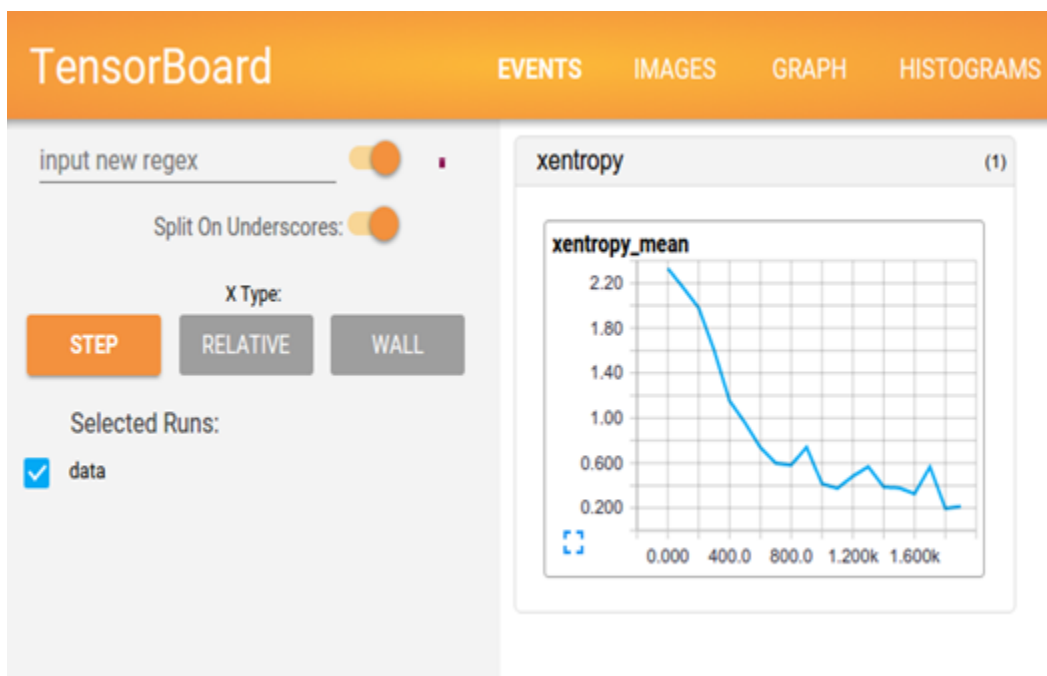 TensorBoard
EVENTS IMAGES GRAPH HISTOGRAMS
input new regex
Split On Underscores:
X Type:
STEP RELATIVE WALL
Selected Runs:
data
xentropy (1)
xentropy_mean
2.20
1.80
1.40
1.00
0.600
0.200
0.000 400.0 800.0 1.200k 1.600k